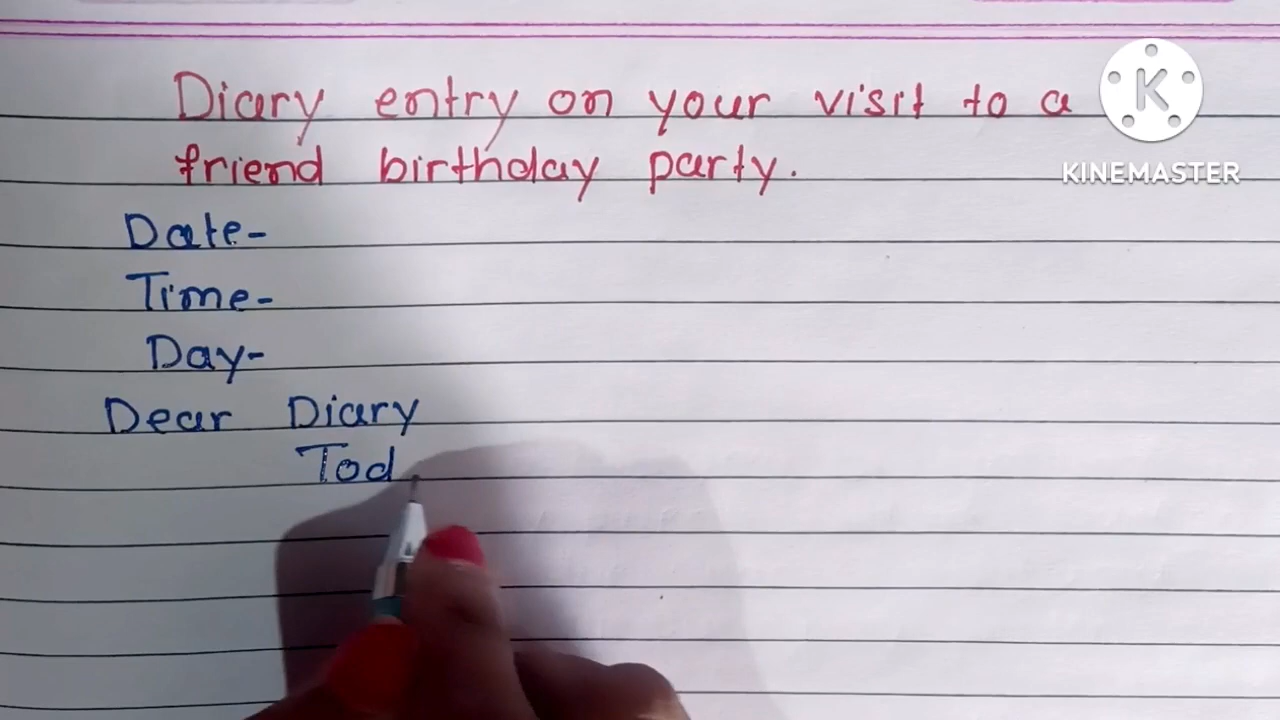 Diary entry on your visit to a
friend birthday party.
KINEMASTER
Date-
Time-
Day-
Dear Diary
Tod